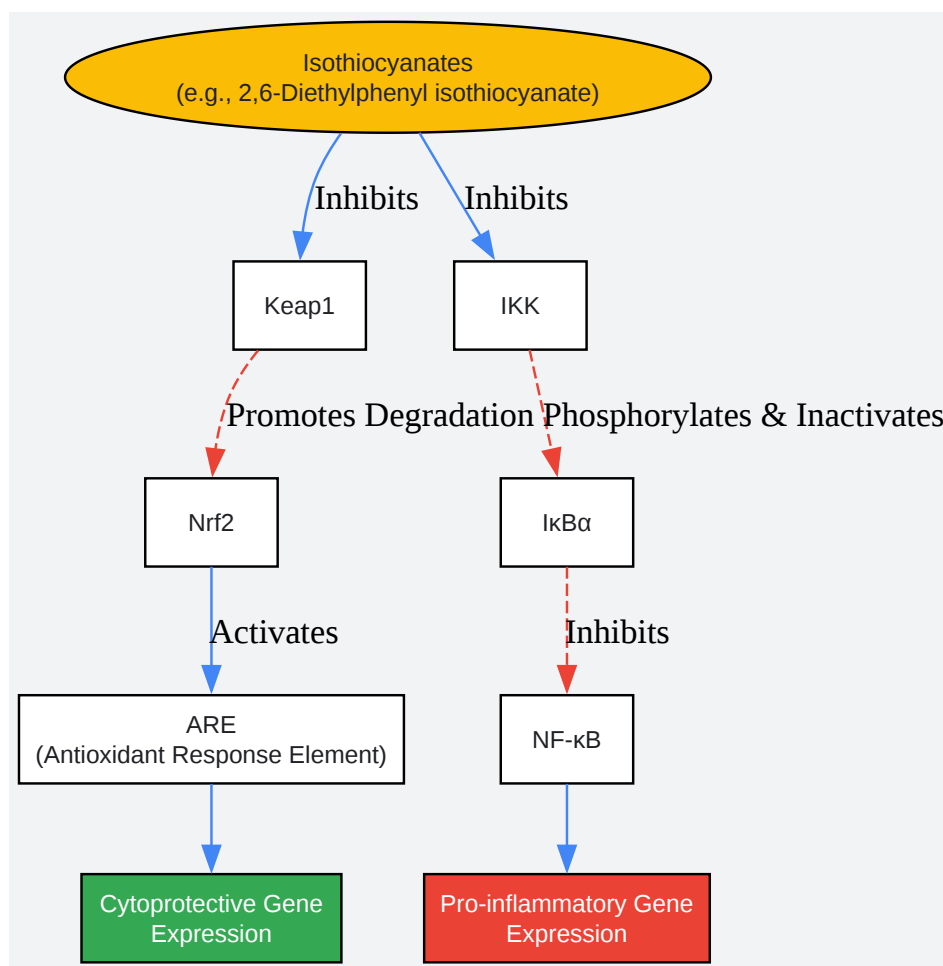 Isothiocyanates
(e.g., 2,6-Diethylphenyl isothiocyanate)
Inhibits
Inhibits
Keap1
IKK
Promotes Degradation
Phosphorylates & Inactivates
Nrf2
IκBα
Activates
Inhibits
ARE
(Antioxidant Response Element)
NF-κB
Cytoprotective Gene
Expression
Pro-inflammatory Gene
Expression